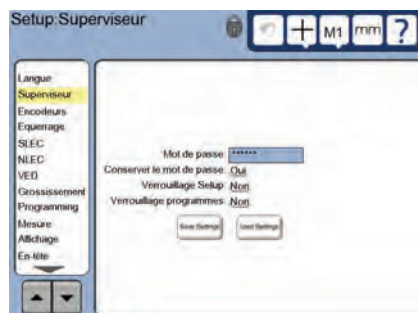 Setup:Superviseur
M1
mm
?
Langue
Superviseur
Encodeurs
Equerrage
SLEC
NLEC
VED
Grossissement
Programming
Mesure
Affichage
En-tête
Mot de passe ******
Conserver le mot de passe Oui
Verrouillage Setup Non
Verrouillage programmes Non
Save Settings
Load Settings